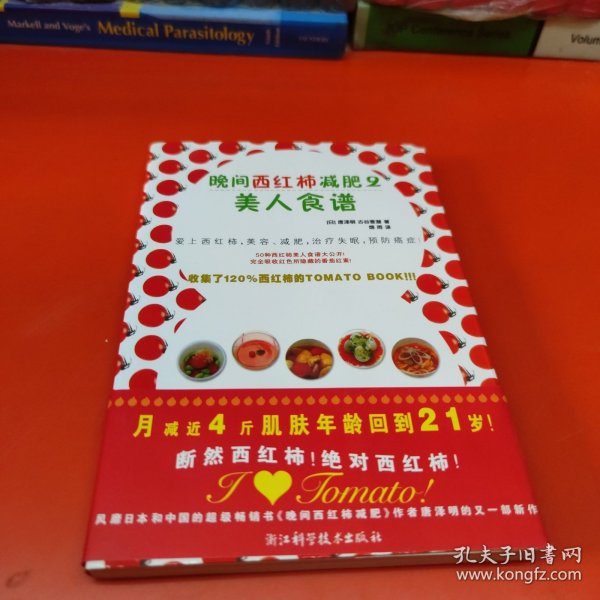 Markell and Voge's Medical Parasitology
Volum
晚间西红柿减肥2
美人食谱
爱上西红柿,美容、减肥,治疗失眠,预防癌症!
50种西红柿美人食谱大公开!
完全吸收红色所隐藏的番茄红素!
收集了120%西红柿的TOMATO BOOK!!!
月减近4斤肌肤年龄回到21岁!
断然西红柿!绝对西红柿!
I ♥ Tomato!
风靡日本和中国的超级畅销书《晚间西红柿减肥》作者唐泽明的又一部新作
浙江科学技术出版社
孔夫子旧书网
www.kongfz.com